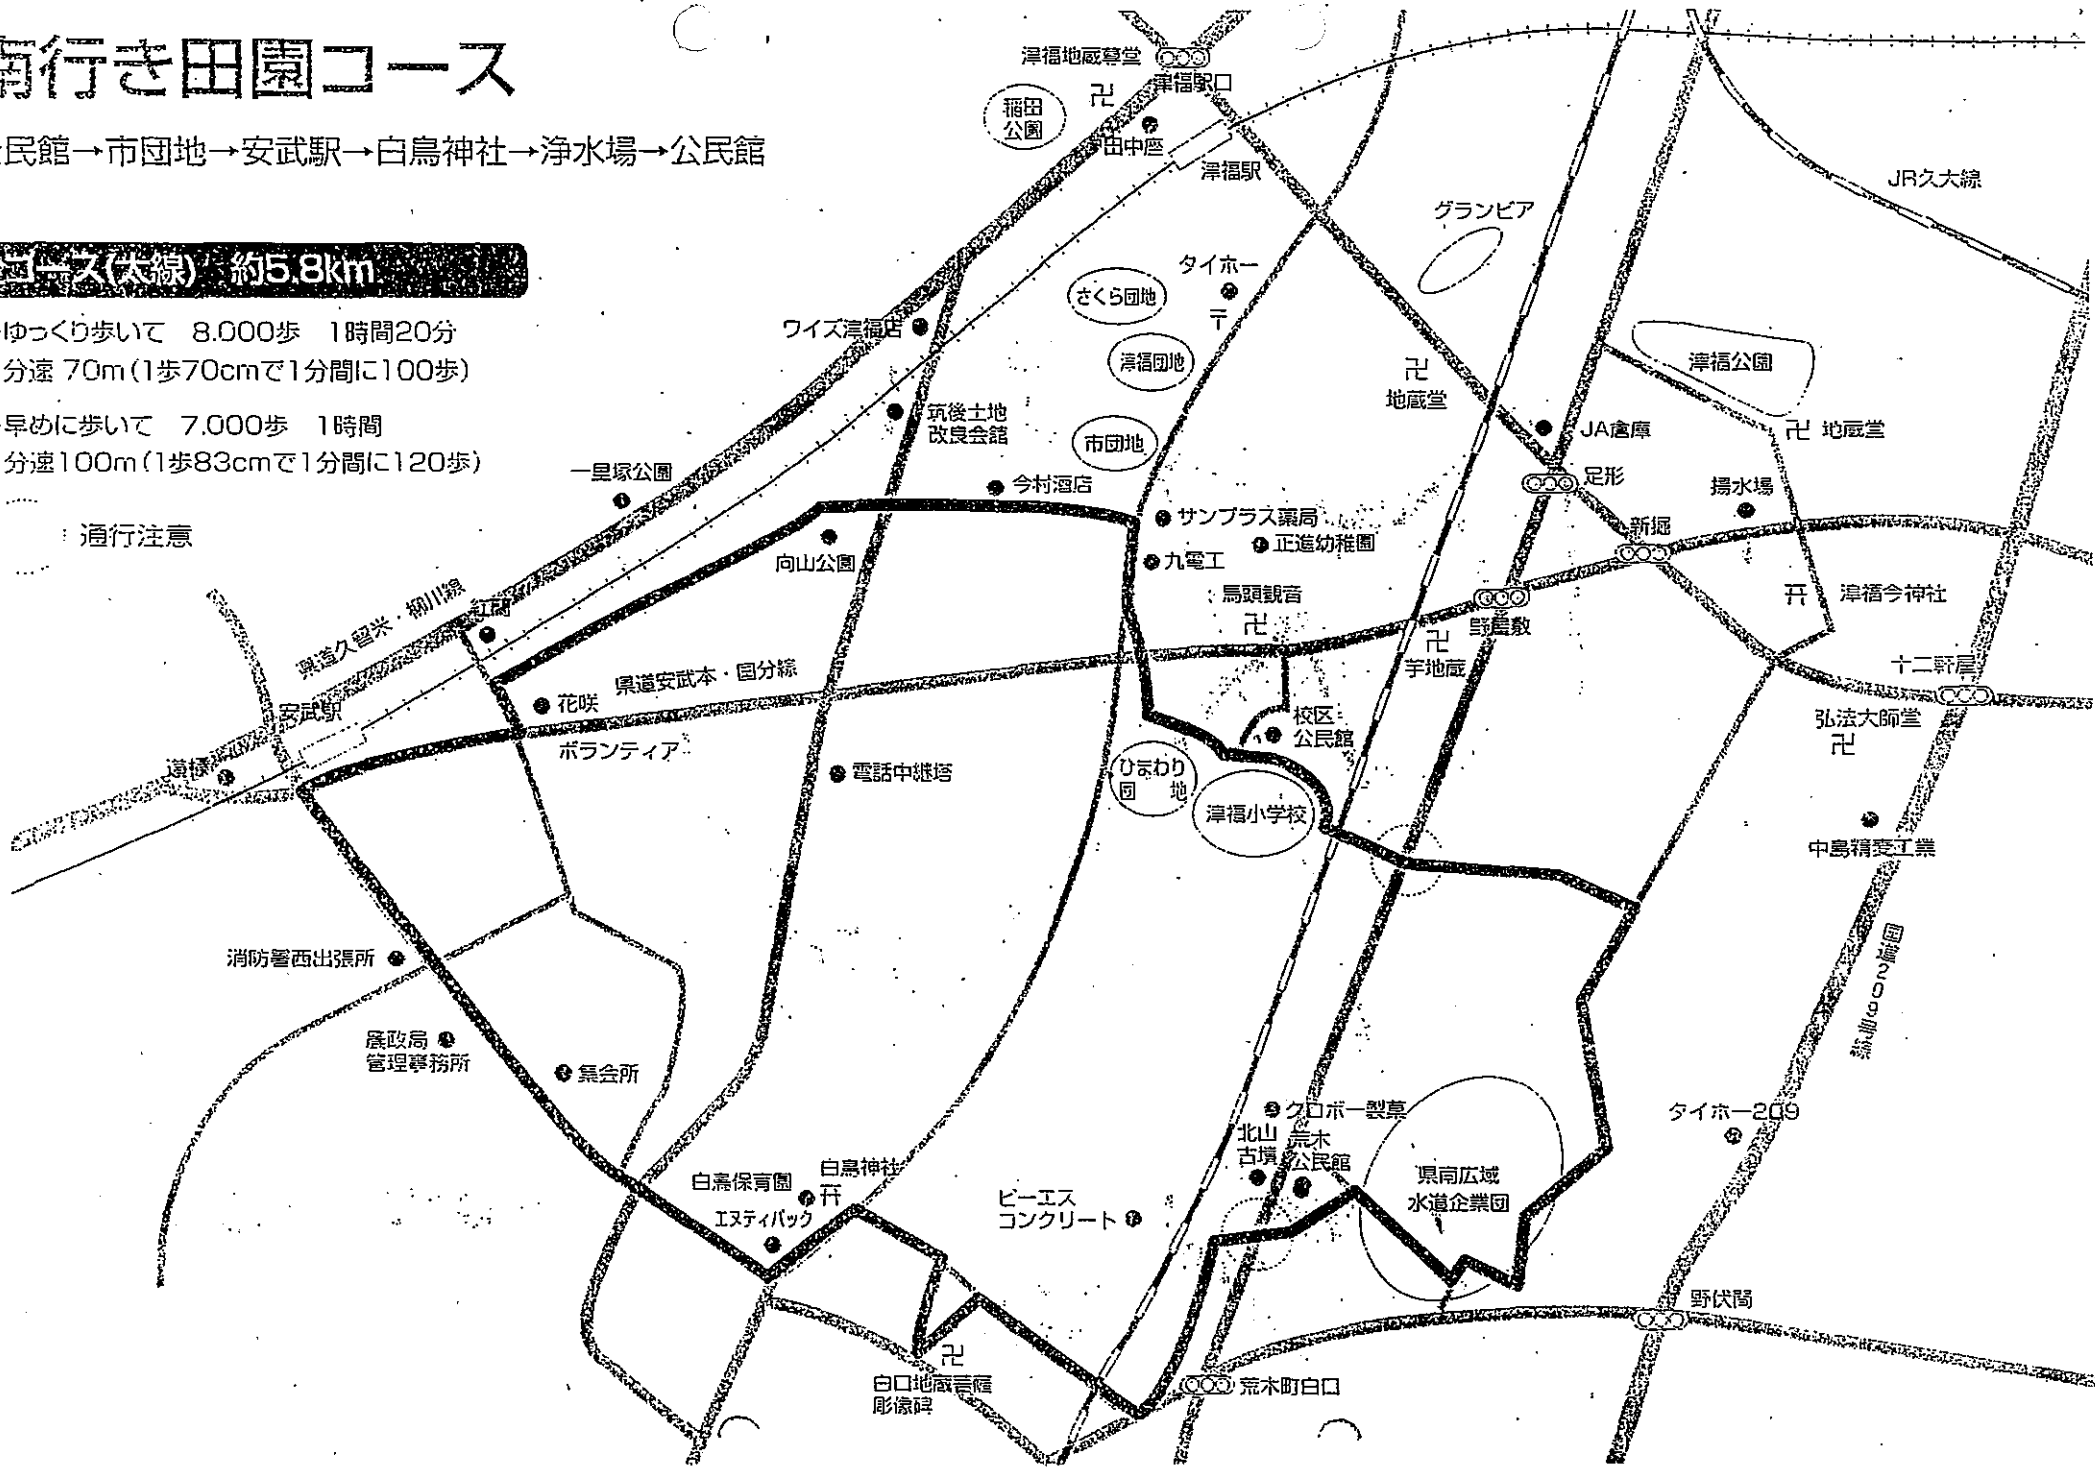 行き田園コース
民館→市団地→安武駅→白鳥神社→浄水場→公民館
コース(太線) 約5.8km
ゆっくり歩いて 8.000歩 1時間20分
分速 70m(1歩70cmで1分間に100歩)
早めに歩いて 7.000歩 1時間
分速100m(1歩83cmで1分間に120歩)
:通行注意
津福地蔵尊堂
津福駅口
稲田
公園
田中座
津福駅
JR久大線
グランピア
タイホー
さくら団地
〒
ワイズ津福店
津福団地
津福公園
地蔵堂
筑後土地
改良会館
市団地
JA倉庫
地蔵堂
一里塚公園
今村酒店
足形
揚水場
サンプラス薬局
新掘
向山公園
九電工
正進幼稚園
県道久留米・柳川線
馬頭観音
津福今神社
野屋敷
芋地蔵
十二軒屋
花咲
県道安武本・国分線
安武駅
校区
公民館
弘法大師堂
ボランティア
電話中継塔
ひまわり
団地
津福小学校
中島精麦工業
消防署西出張所
国道209号線
農政局
管理事務所
集会所
クロボー製菓
タイホー209
北山
古墳
荒木
公民館
白鳥保育園
白鳥神社
県南広域
水道企業団
エヌティパック
ピーエス
コンクリート
野伏間
白口地蔵菩薩
彫像碑
荒木町白口